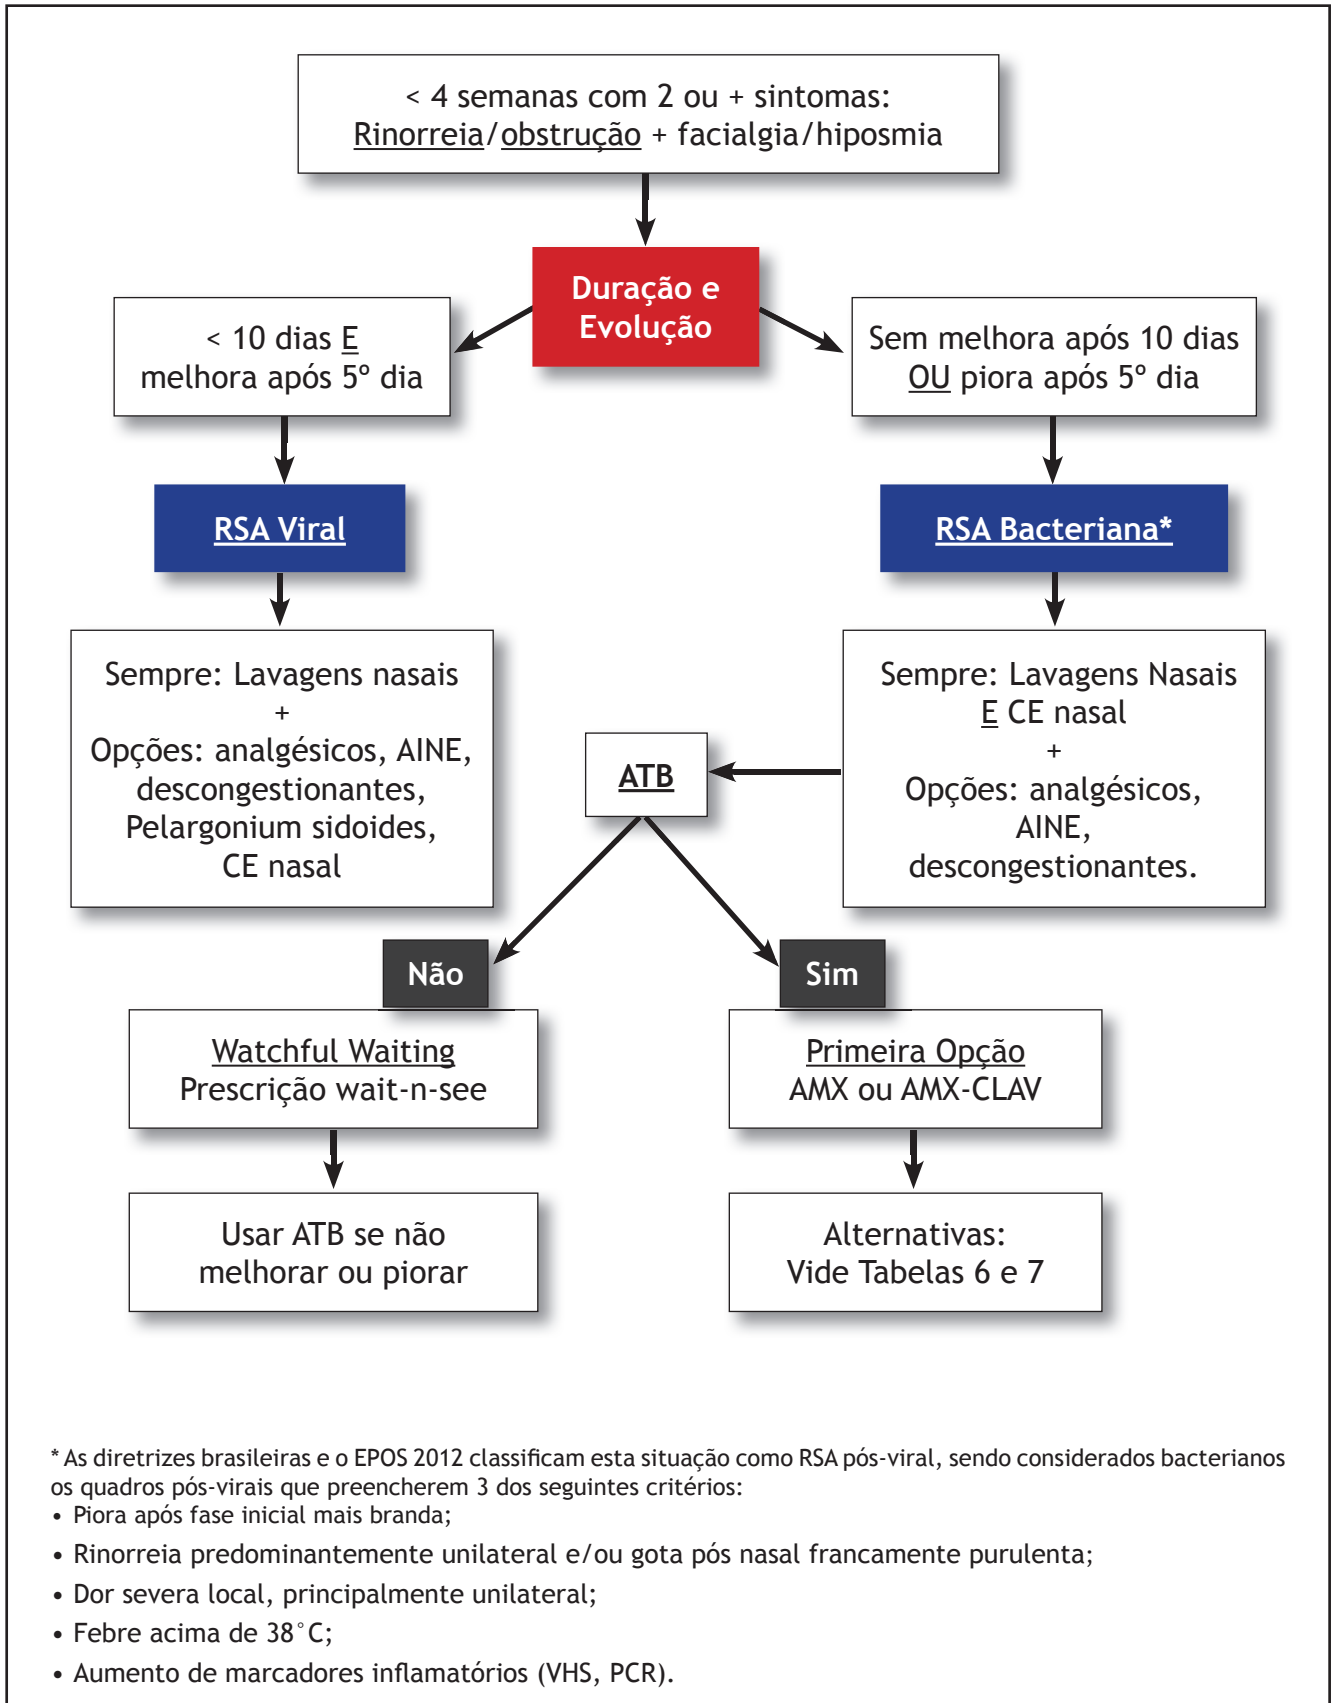 < 4 semanas com 2 ou + sintomas:
Rinorreia/obstrução + facialgia/hiposmia
Duração e
Evolução
< 10 dias E
melhora após 5º dia
Sem melhora após 10 dias
OU piora após 5º dia
RSA Viral
RSA Bacteriana*
Sempre: Lavagens nasais
+
Opções: analgésicos, AINE,
descongestionantes,
Pelargonium sidoides,
CE nasal
Sempre: Lavagens Nasais
E CE nasal
+
Opções: analgésicos,
AINE,
descongestionantes.
ATB
Não
Sim
Watchful Waiting
Prescrição wait-n-see
Primeira Opção
AMX ou AMX-CLAV
Usar ATB se não
melhorar ou piorar
Alternativas:
Vide Tabelas 6 e 7
* As diretrizes brasileiras e o EPOS 2012 classificam esta situação como RSA pós-viral, sendo considerados bacterianos
os quadros pós-virais que preencherem 3 dos seguintes critérios:
• Piora após fase inicial mais branda;
• Rinorreia predominantemente unilateral e/ou gota pós nasal francamente purulenta;
• Dor severa local, principalmente unilateral;
• Febre acima de 38°C;
• Aumento de marcadores inflamatórios (VHS, PCR).